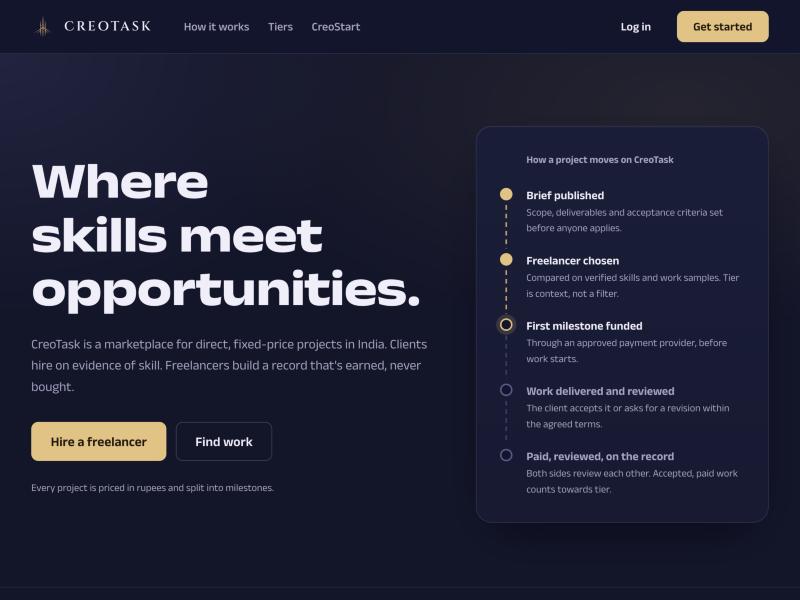 CREOTASK
How it works
Tiers
CreoStart
Log in
Get started
Where
skills meet
opportunities.
CreoTask is a marketplace for direct, fixed-price projects in India. Clients
hire on evidence of skill. Freelancers build a record that's earned, never
bought.
Hire a freelancer
Find work
Every project is priced in rupees and split into milestones.
How a project moves on CreoTask
Brief published
Scope, deliverables and acceptance criteria set
before anyone applies.
Freelancer chosen
Compared on verified skills and work samples. Tier
is context, not a filter.
First milestone funded
Through an approved payment provider, before
work starts.
Work delivered and reviewed
The client accepts it or asks for a revision within
the agreed terms.
Paid, reviewed, on the record
Both sides review each other. Accepted, paid work
counts towards tier.